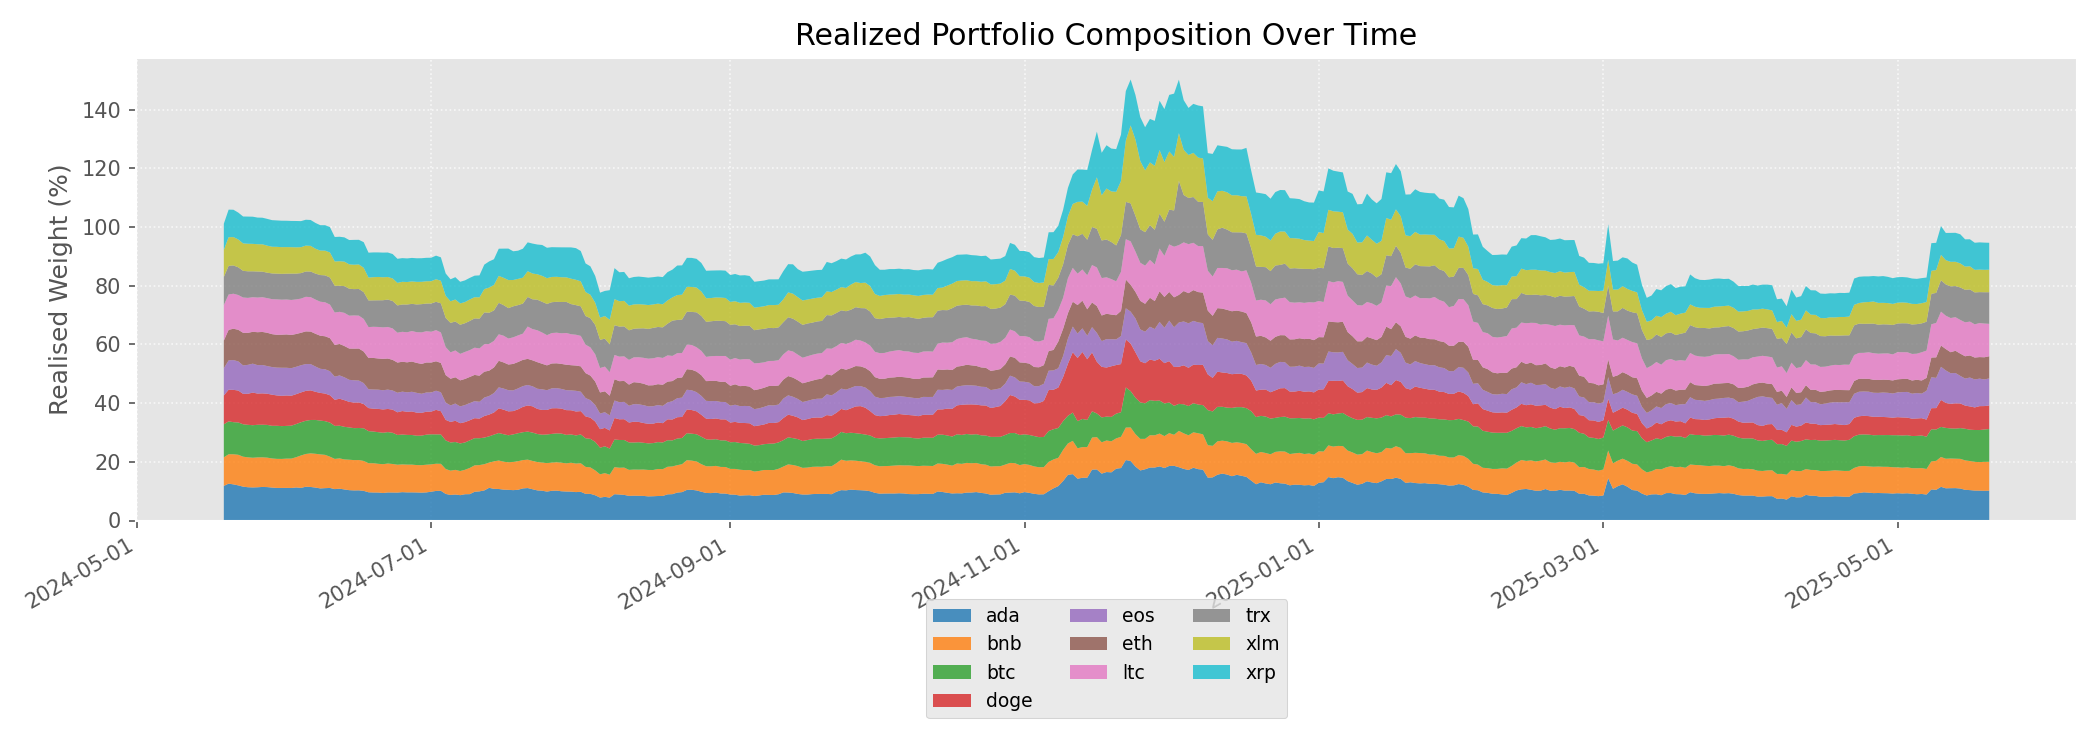 Realized Portfolio Composition Over Time
Realised Weight (%)
140
120
100
80
60
40
20
0
2024-05-01
2024-07-01
2024-09-01
2024-11-01
2025-01-01
2025-03-01
2025-05-01
ada
bnb
btc
doge
eos
eth
ltc
trx
xlm
xrp